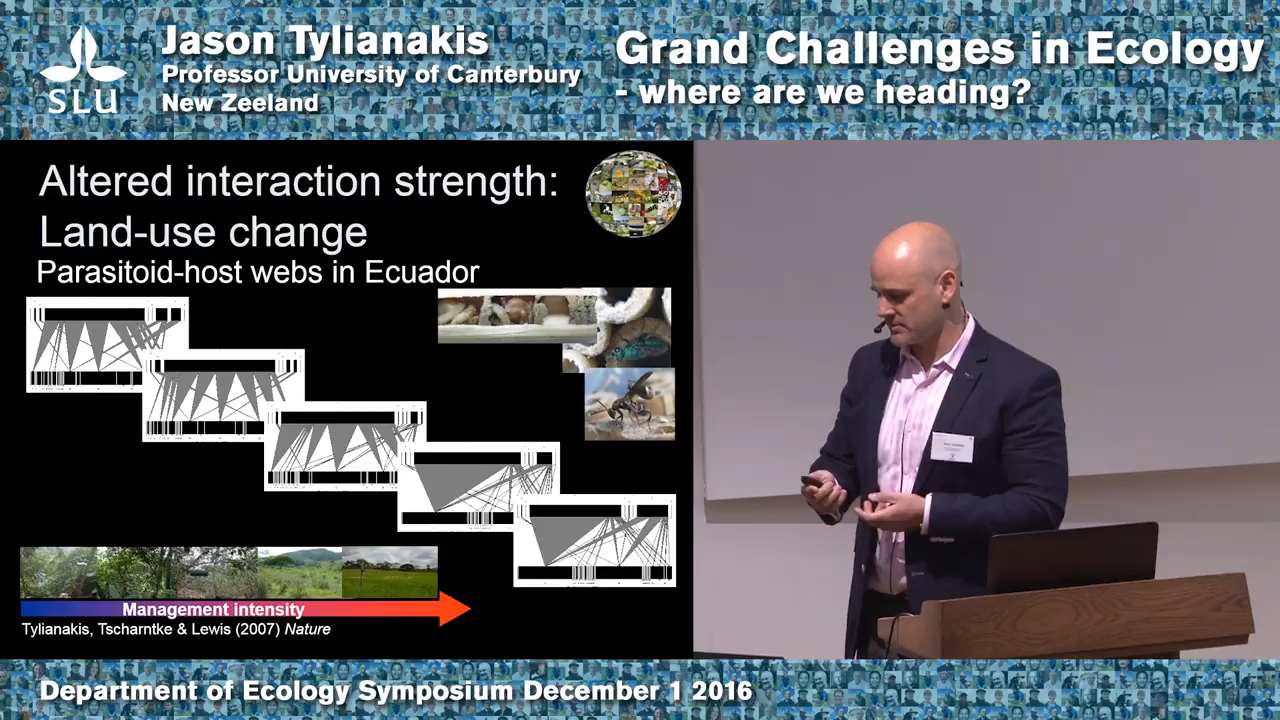 Jason Tylianakis
Professor University of Canterbury
New Zeeland
SLU
Grand Challenges in Ecology
- where are we heading?
Altered interaction strength:
Land-use change
Parasitoid-host webs in Ecuador
Management intensity
Tylianakis, Tscharntke & Lewis (2007) Nature
Department of Ecology Symposium December 1 2016